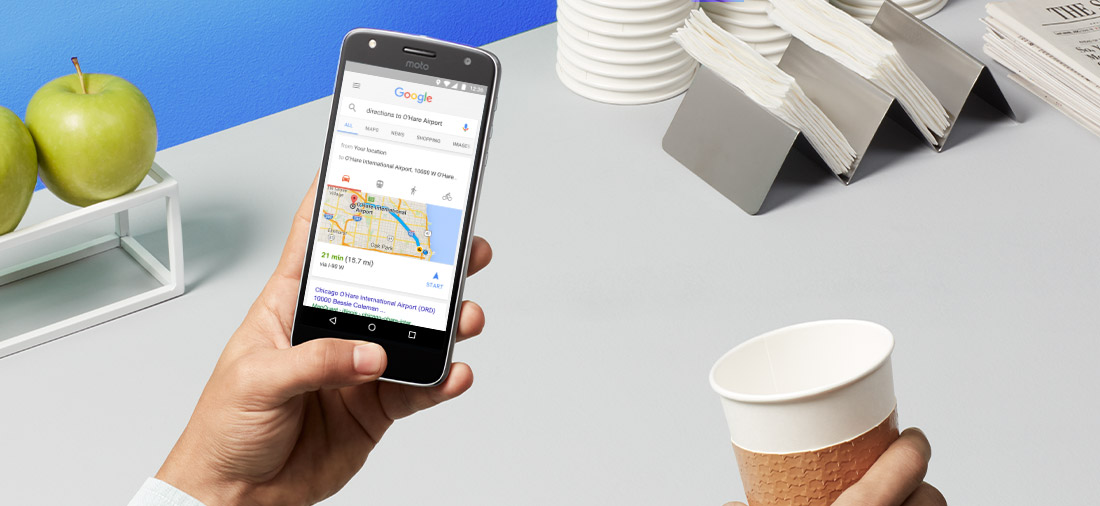 moto
12:30
Google
directions to O'Hare Airport
ALL MAPS NEWS SHOPPING IMAGES
from Your location
to O'Hare International Airport, 10000 W O'Hare...
O'Hare International
Airport
Oak Park
21 min (15.7 mi)
via I-90 W
START
Chicago O'Hare International Airport (ORD)
10000 Bessie Coleman ...
THE